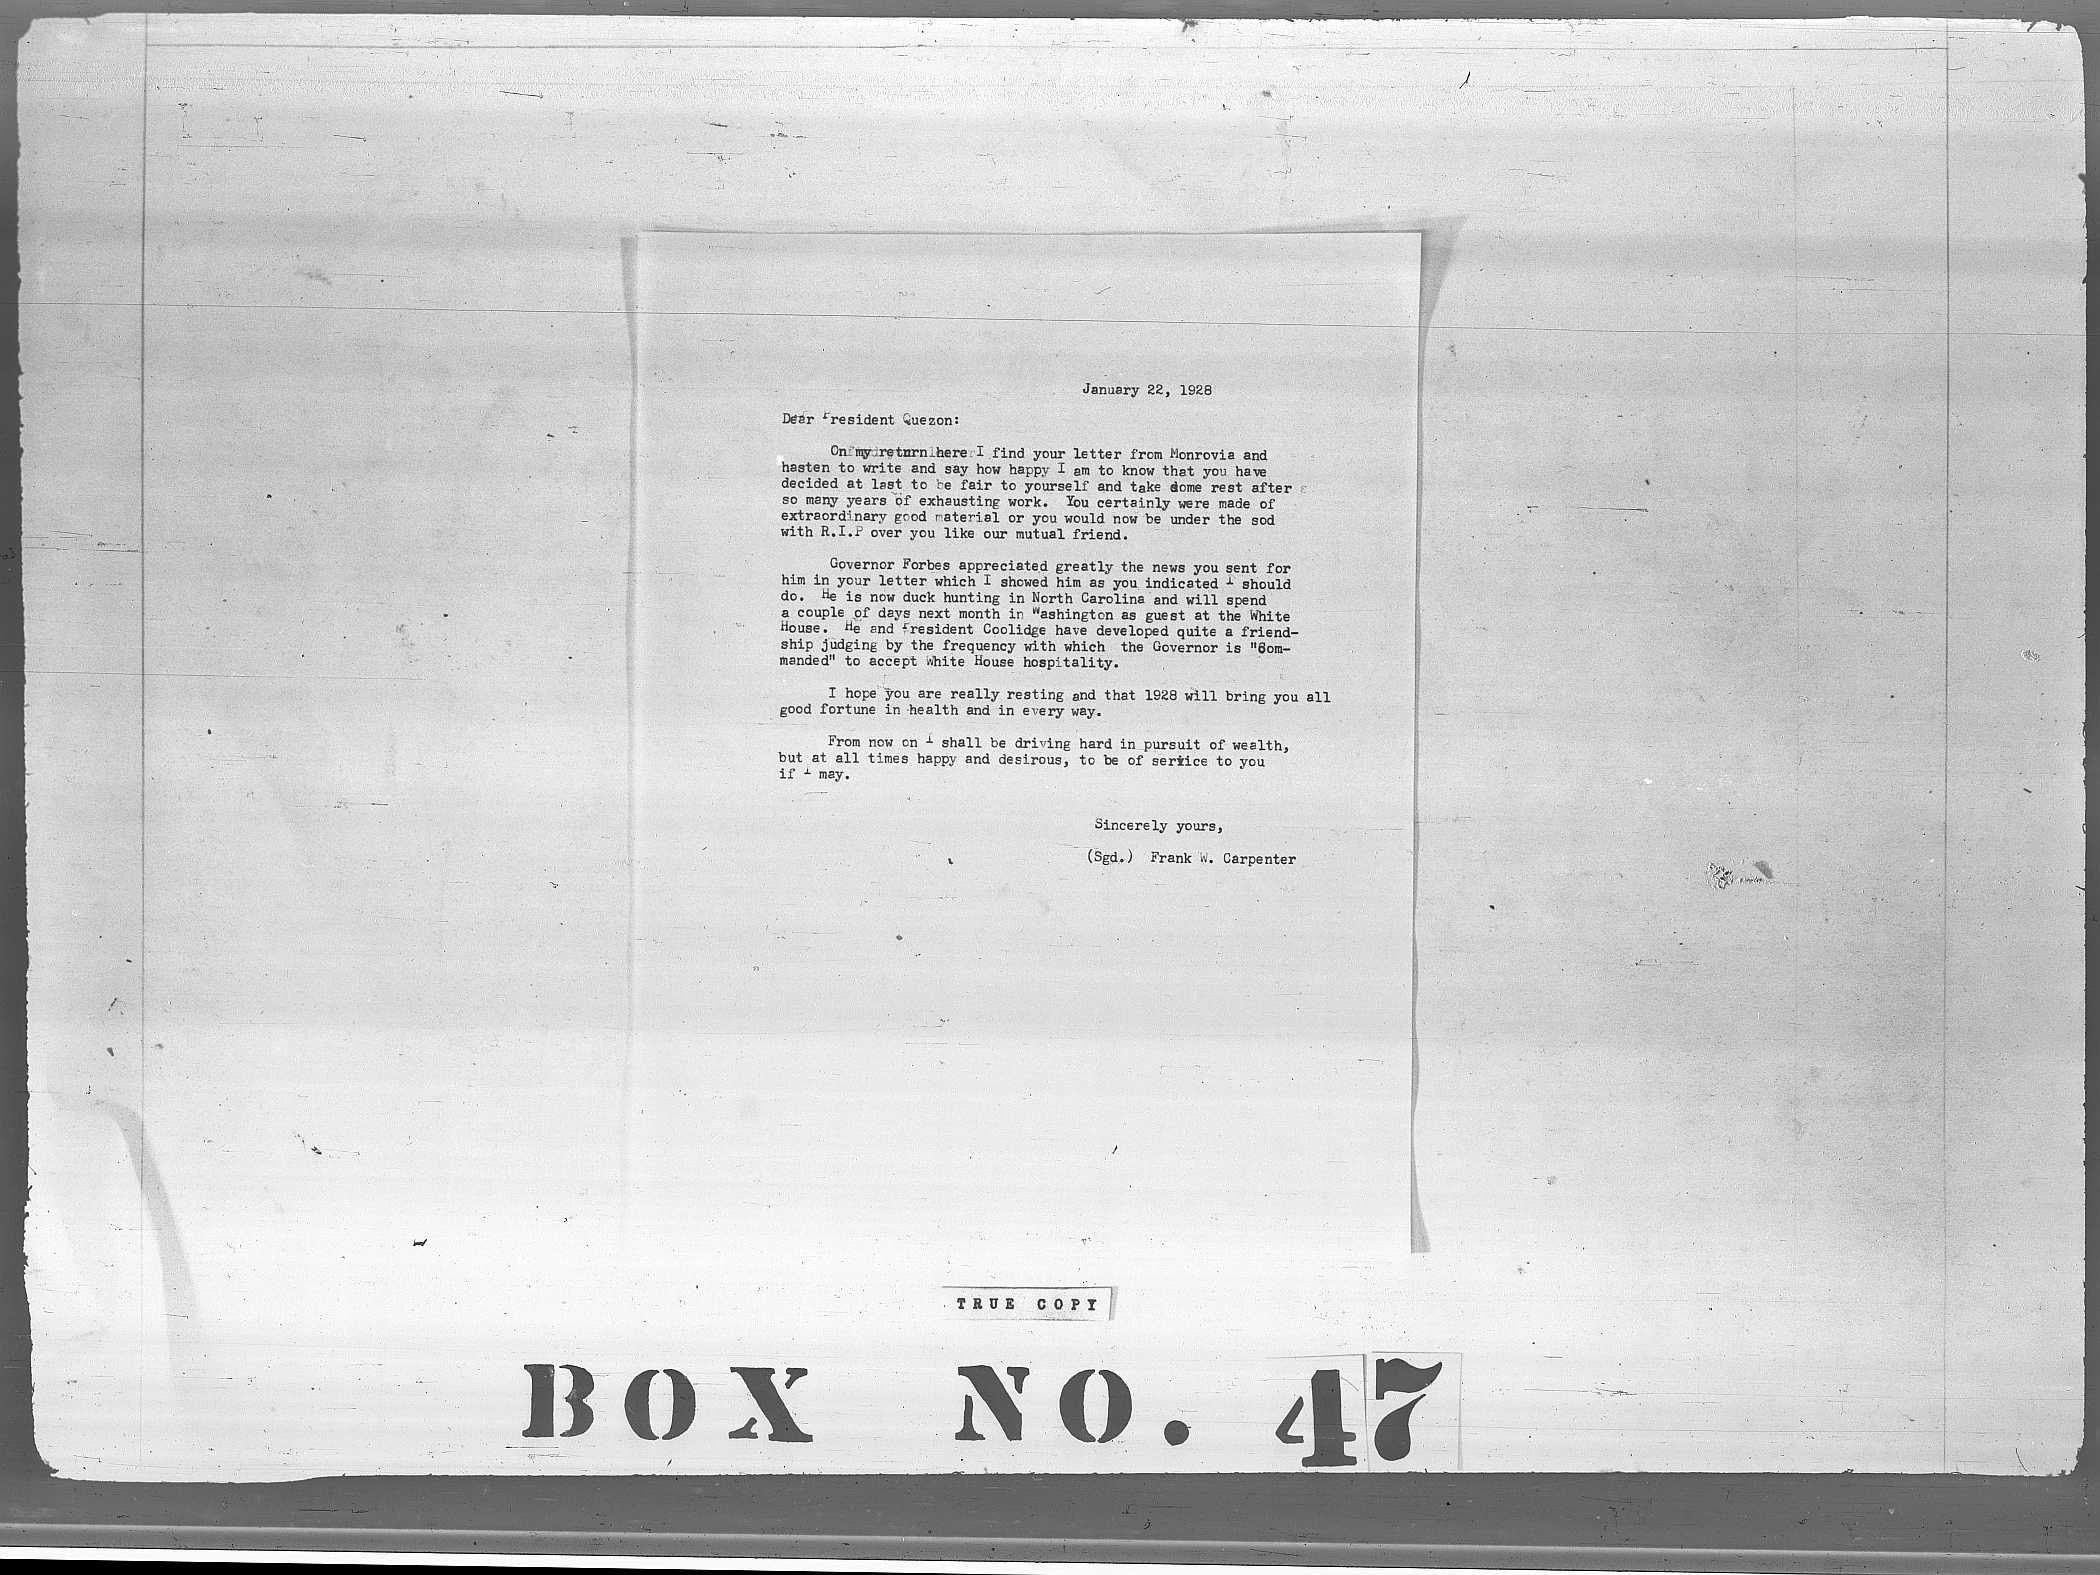 January 22, 1928
Dear President Quezon:
On my return here I find your letter from Monrovia and
hasten to write and say how happy I am to know that you have
decided at last to be fair to yourself and take dome rest after
so many years of exhausting work. You certainly were made of
extraordinary good material or you would now be under the sod
with R.I.P over you like our mutual friend.
Governor Forbes appreciated greatly the news you sent for
him in your letter which I showed him as you indicated I should
do. He is now duck hunting in North Carolina and will spend
a couple of days next month in Washington as guest at the White
House. He and President Coolidge have developed quite a friend-
ship judging by the frequency with which the Governor is "Bom-
manded" to accept White House hospitality.
I hope you are really resting and that 1928 will bring you all
good fortune in health and in every way.
From now on I shall be driving hard in pursuit of wealth,
but at all times happy and desirous, to be of service to you
if I may.
Sincerely yours,
(Sgd.) Frank W. Carpenter
TRUE COPY
BOX NO. 47